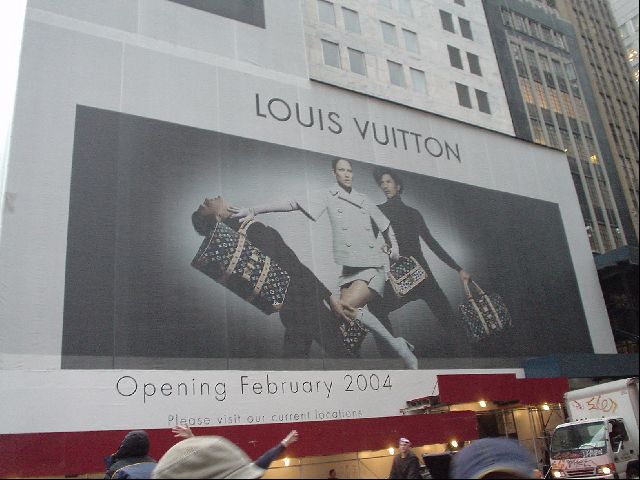 LOUIS VUITTON
Opening February 2004
Please visit our current locations